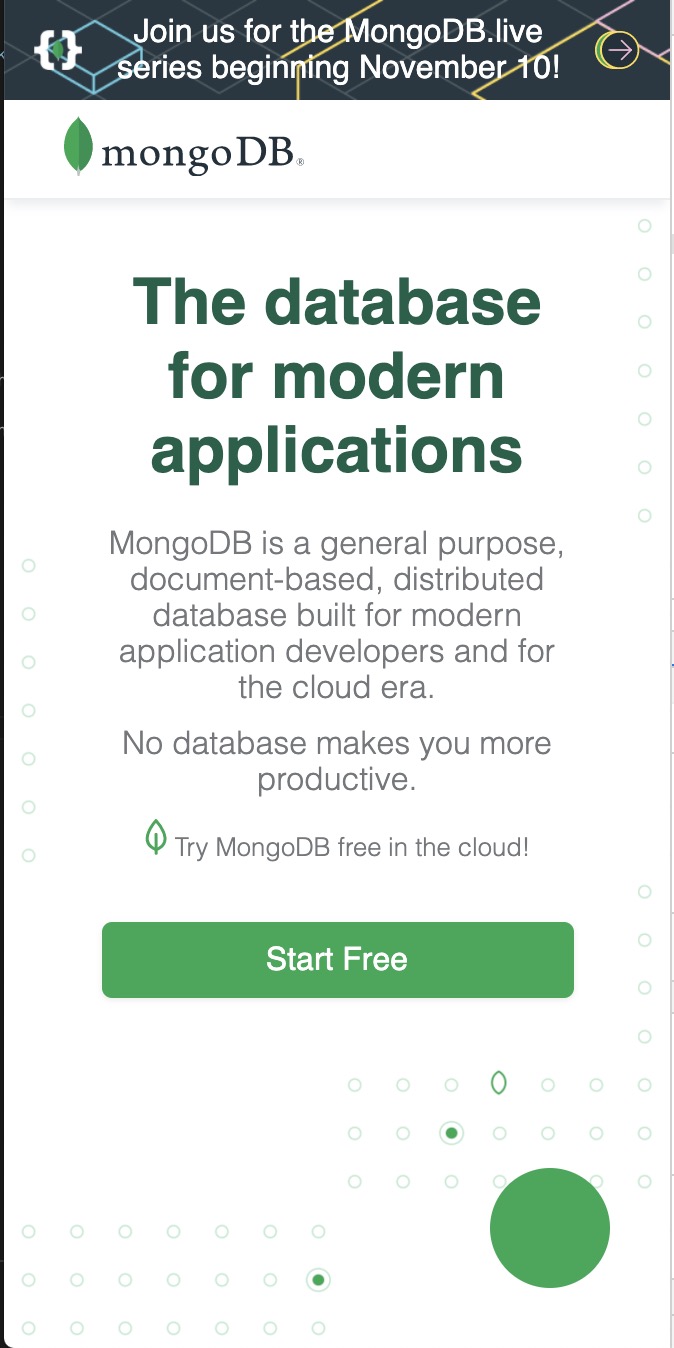 Join us for the MongoDB.live
series beginning November 10!
mongoDB®
The database
for modern
applications
MongoDB is a general purpose,
document-based, distributed
database built for modern
application developers and for
the cloud era.
No database makes you more
productive.
Try MongoDB free in the cloud!
Start Free